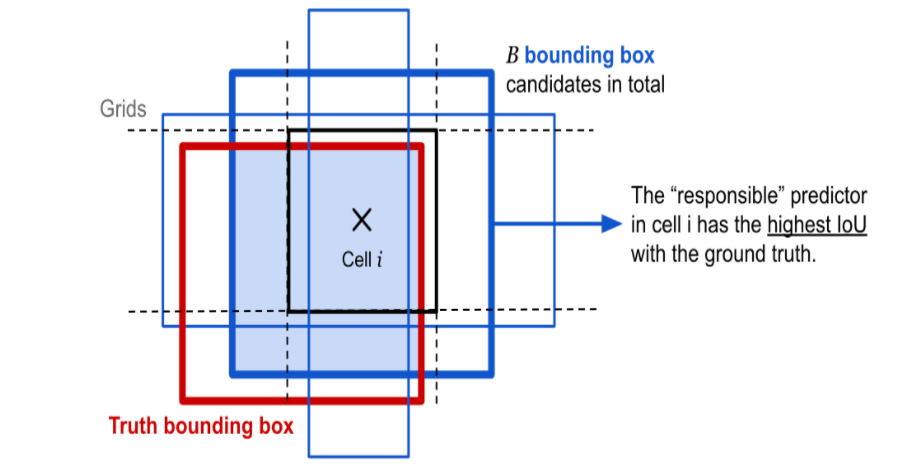 B bounding box
candidates in total
Grids
The “responsible” predictor
in cell i has the highest IoU
with the ground truth.
Cell i
Truth bounding box